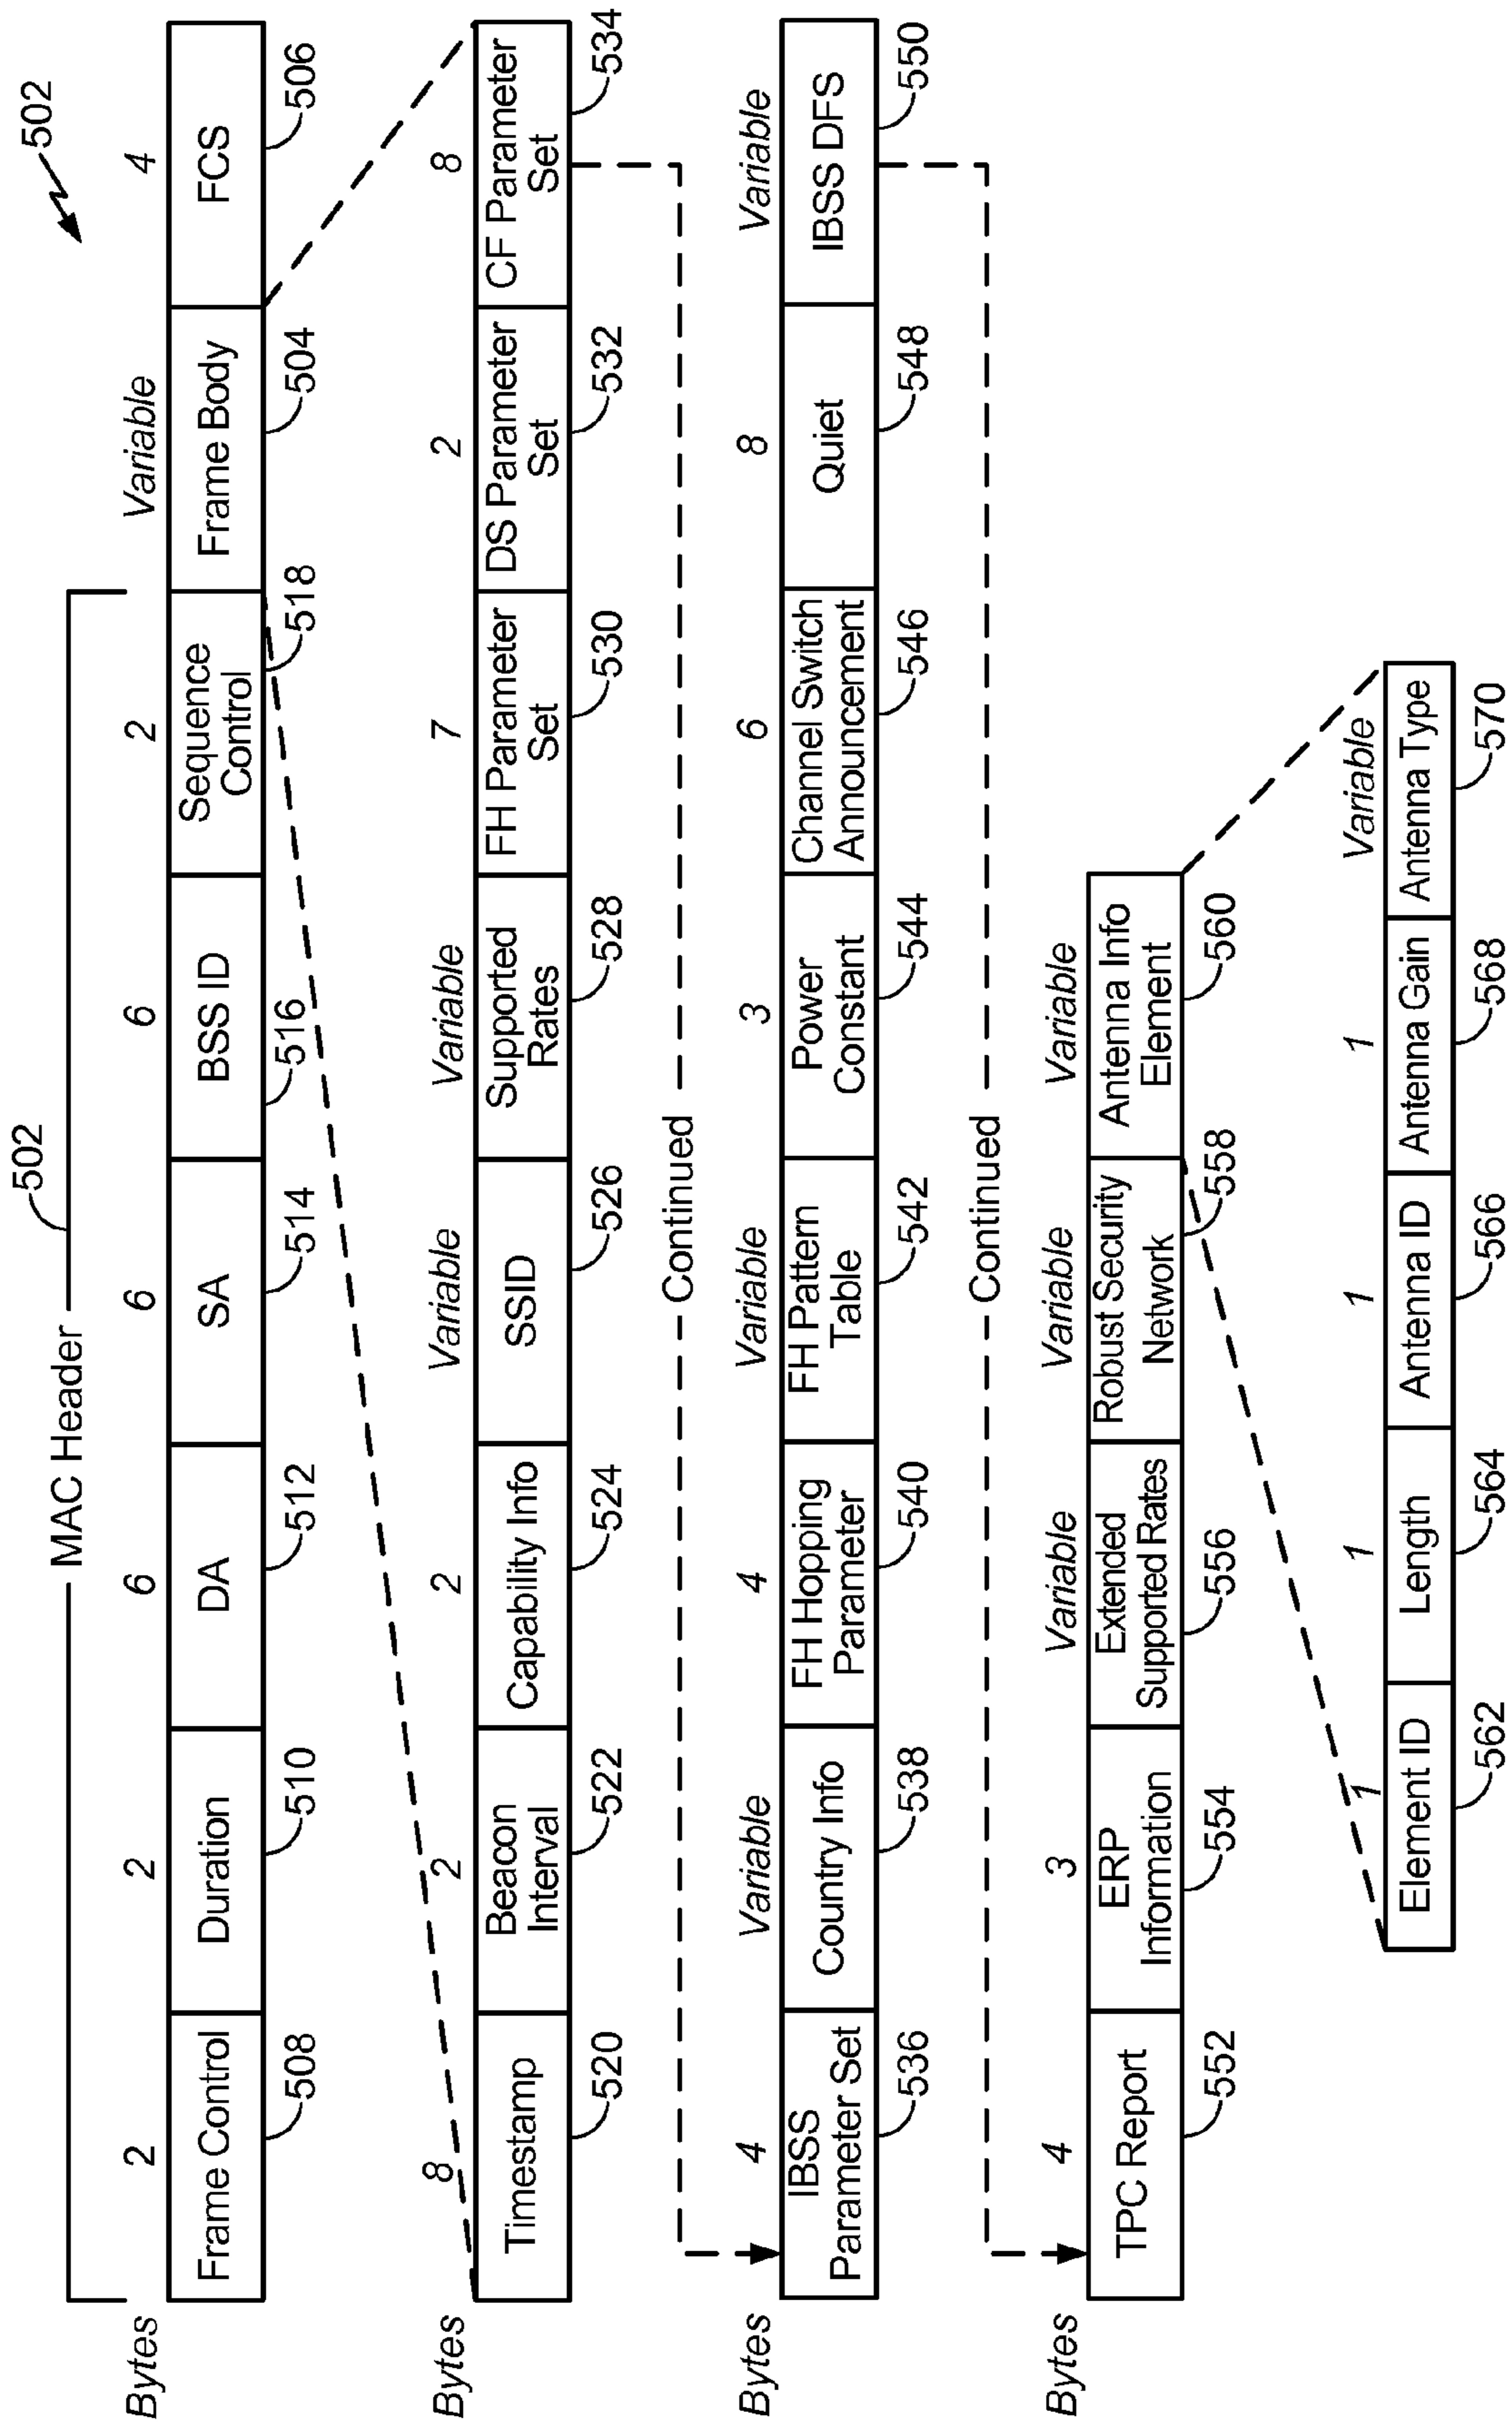 502
MAC Header
502
Bytes
2
2
6
6
6
2
Variable
4
Frame Control
Duration
DA
SA
BSS ID
Sequence
Control
Frame Body
FCS
508
510
512
514
516
518
504
506
Bytes
8
2
2
Variable
Variable
7
2
8
Timestamp
Beacon
Interval
Capability Info
SSID
Supported
Rates
FH Parameter
Set
DS Parameter
Set
CF Parameter
Set
520
522
524
526
528
530
532
534
Continued
Bytes
4
Variable
4
Variable
3
6
8
Variable
IBSS
Parameter Set
Country Info
FH Hopping
Parameter
FH Pattern
Table
Power
Constant
Channel Switch
Announcement
Quiet
IBSS DFS
536
538
540
542
544
546
548
550
Continued
Bytes
4
3
Variable
Variable
Variable
TPC Report
ERP
Information
Extended
Supported Rates
Robust Security
Network
Antenna Info
Element
552
554
556
558
560
1
1
1
1
Variable
Element ID
Length
Antenna ID
Antenna Gain
Antenna Type
562
564
566
568
570